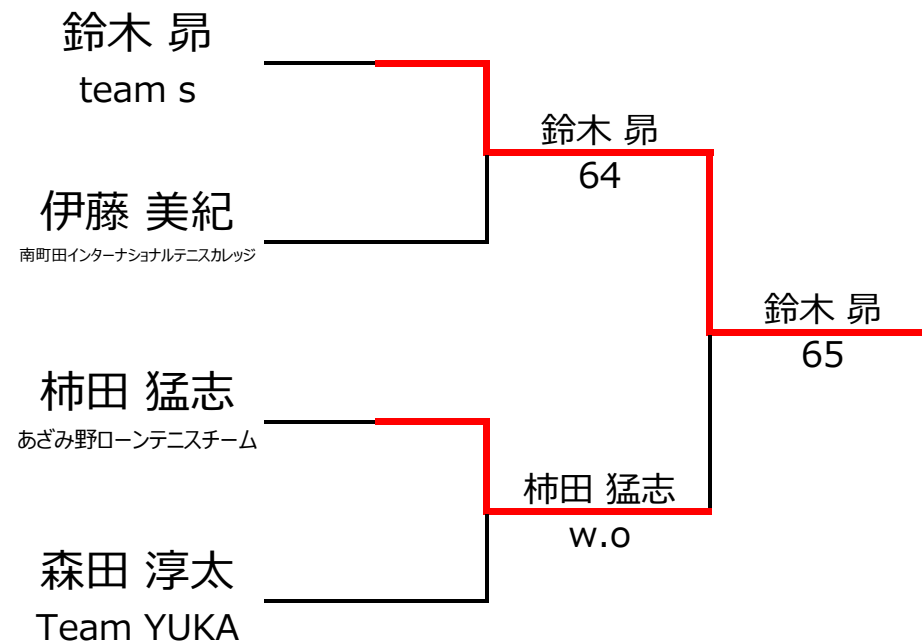 鈴木 昴
team s
伊藤 美紀
南町田インターナショナルテニスカレッジ
柿田 猛志
あざみ野ローンテニスチーム
森田 淳太
Team YUKA
鈴木 昴
64
柿田 猛志
w.o
鈴木 昴
65